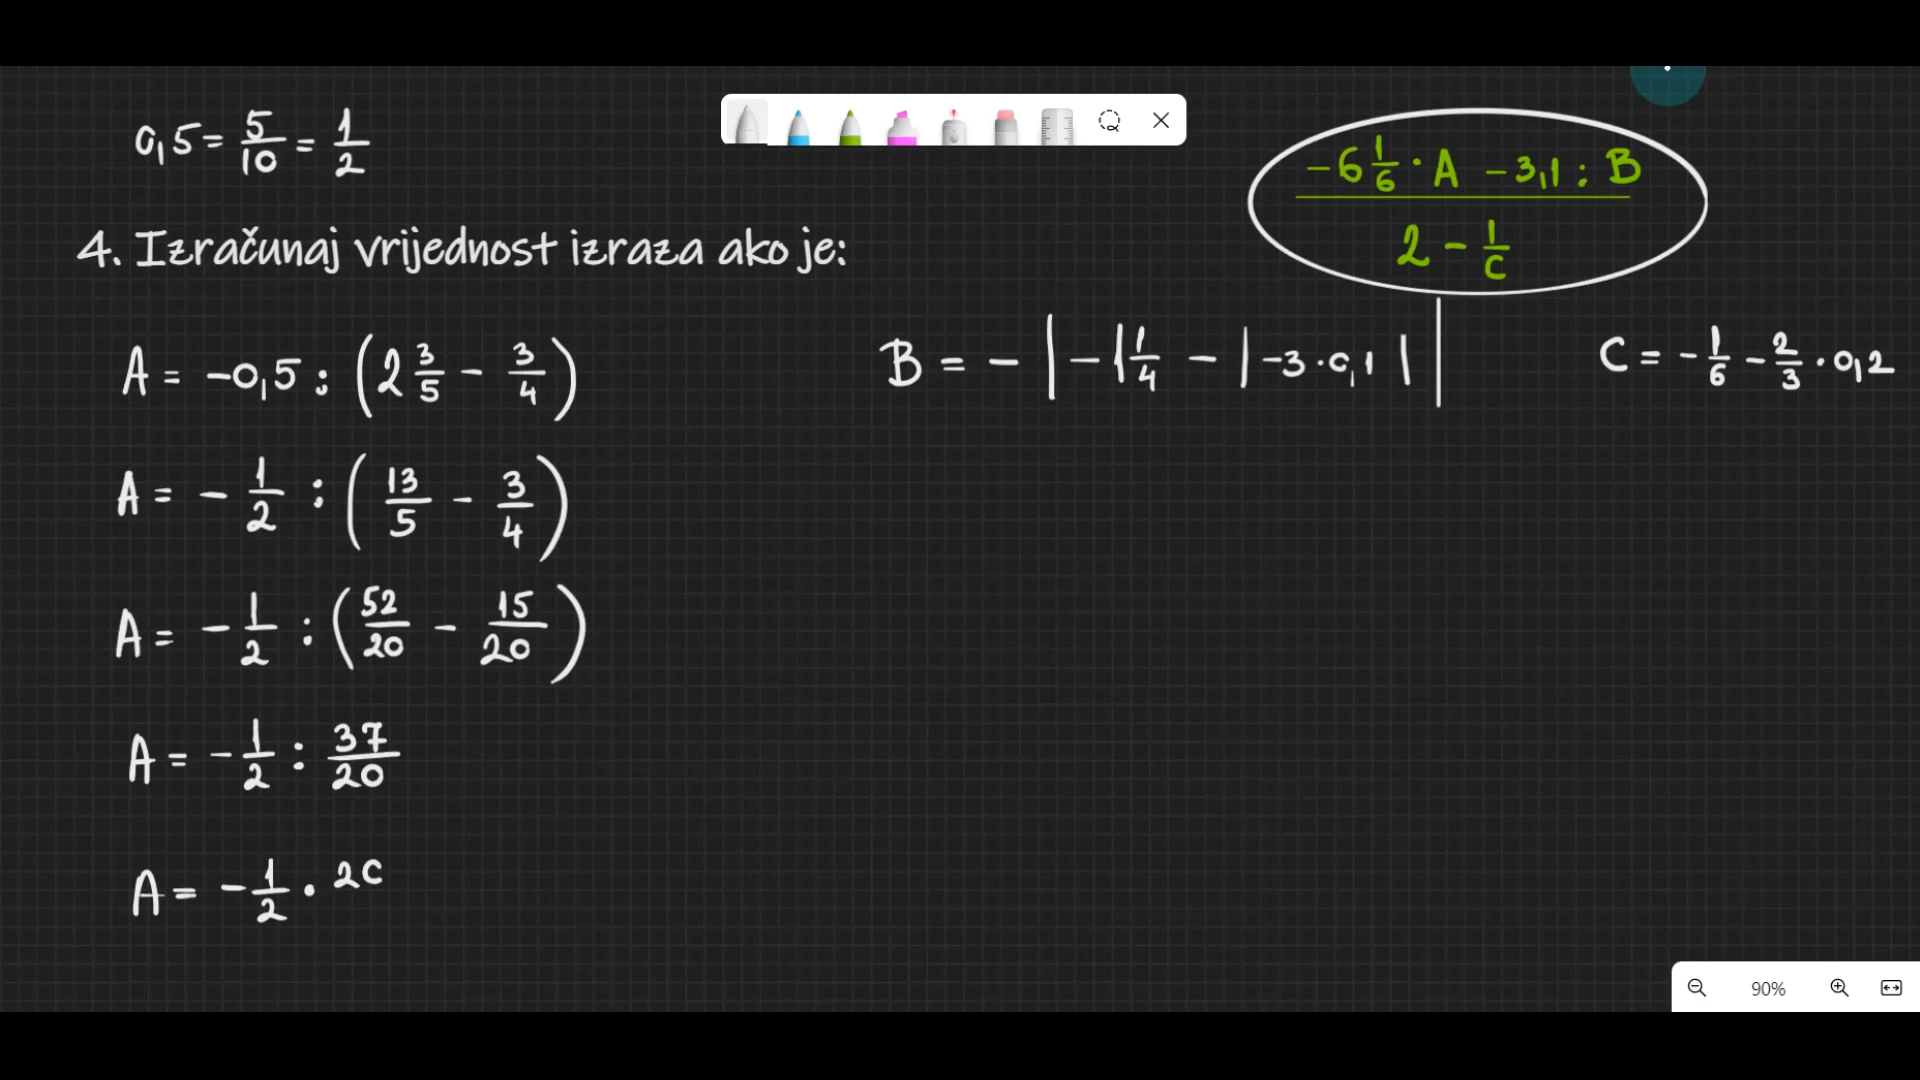 0,5 = 5/10 = 1/2
-6 1/6 · A - 3,1 : B
2 - 1/C
4. Izračunaj vrijednost izraza ako je:
A = -0,5 : (2 3/5 - 3/4)
B = - | -1 1/4 - | -3 · 0,1 | |
C = - 1/6 - 2/3 · 0,2
A = - 1/2 : (13/5 - 3/4)
A = - 1/2 : (52/20 - 15/20)
A = - 1/2 : 37/20
A = - 1/2 · 20
90%